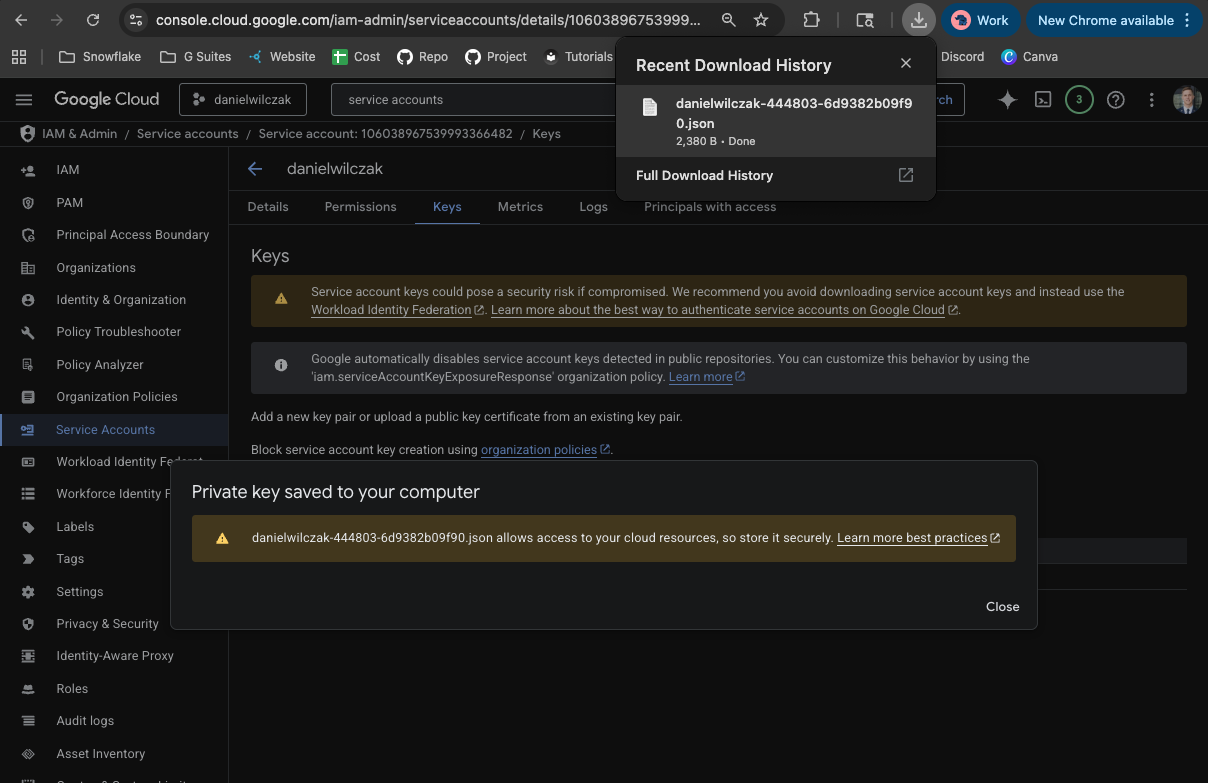 console.cloud.google.com/iam-admin/serviceaccounts/details/10603896753999...
Work
New Chrome available
Snowflake
G Suites
Website
Cost
Repo
Project
Tutorials
Discord
Canva
Recent Download History
danielwilczak-444803-6d9382b09f9
0.json
2,380 B • Done
Full Download History
Google Cloud
danielwilczak
service accounts
rch
3
IAM & Admin / Service accounts / Service account: 106038967539993366482 / Keys
IAM
PAM
Principal Access Boundary
Organizations
Identity & Organization
Policy Troubleshooter
Policy Analyzer
Organization Policies
Service Accounts
Workload Identity Federat
Workforce Identity F
Labels
Tags
Settings
Privacy & Security
Identity-Aware Proxy
Roles
Audit logs
Asset Inventory
danielwilczak
Details
Permissions
Keys
Metrics
Logs
Principals with access
Keys
Service account keys could pose a security risk if compromised. We recommend you avoid downloading service account keys and instead use the
Workload Identity Federation. Learn more about the best way to authenticate service accounts on Google Cloud.
Google automatically disables service account keys detected in public repositories. You can customize this behavior by using the
'iam.serviceAccountKeyExposureResponse' organization policy. Learn more
Add a new key pair or upload a public key certificate from an existing key pair.
Block service account key creation using organization policies.
Private key saved to your computer
danielwilczak-444803-6d9382b09f90.json allows access to your cloud resources, so store it securely. Learn more best practices
Close